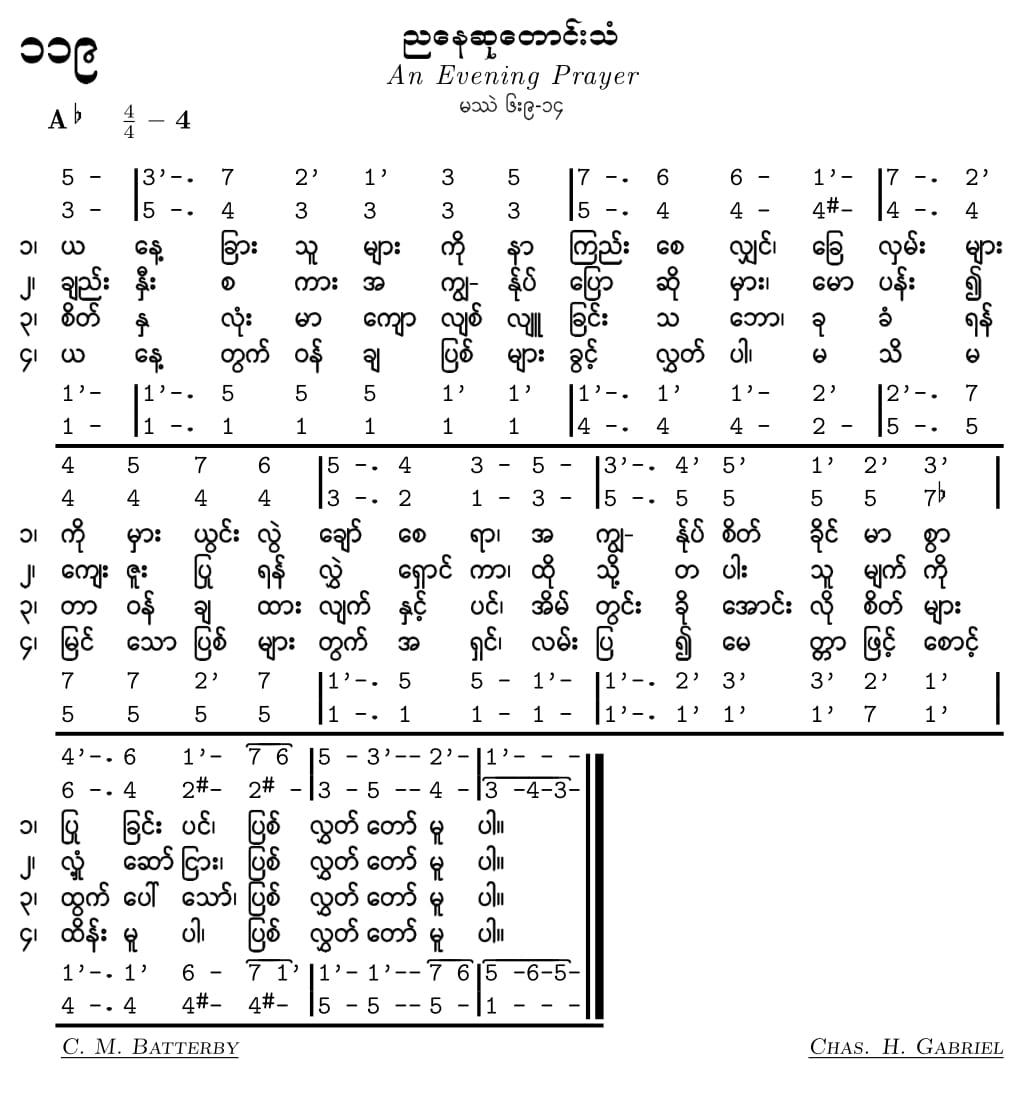 ၁၁၉
ညနေဆုတောင်းသံ
An Evening Prayer
မဿဲ ၆း၉-၁၄
A♭ 4/4 – 4
5 – |3’–. 7 2’ 1’ 3 5 |7 –. 6 6 – 1’– |7 –. 2’
3 – |5 –. 4 3 3 3 3 |5 –. 4 4 – 4#– |4 –. 4
၁၊ ယ နေ့ ခြား သူ များ ကို နာ ကြည်း စေ လျှင်၊ ခြေ လှမ်း များ
၂၊ ချည်း နှီး စ ကား အ ကျွ- န်ုပ် ပြော ဆို မှား၊ မော ပန်း ၍
၃၊ စိတ် နှ လုံး မာ ကျော လျစ် လျူ ခြင်း သ ဘော၊ ခု ခံ ရန်
၄၊ ယ နေ့ တွက် ဝန် ချ ပြစ် များ ခွင့် လွှတ် ပါ၊ မ သိ မ
1’– |1’–. 5 5 5 1’ 1’ |1’–. 1’ 1’– 2’ |2’–. 7
1 – |1 –. 1 1 1 1 1 |4 –. 4 4 – 2 – |5 –. 5
4 5 7 6 |5 –. 4 3 – 5 – |3’–. 4’ 5’ 1’ 2’ 3’ |
4 4 4 4 |3 –. 2 1 – 3 – |5 –. 5 5 5 5 7♭ |
၁၊ ကို မှား ယွင်း လွဲ ချော် စေ ရာ၊ အ ကျွ- န်ုပ် စိတ် ခိုင် မာ စွာ
၂၊ ကျေး ဇူး ပြု ရန် လွှဲ ရှောင် ကာ၊ ထို သို့ တ ပါး သူ မျက် ကို
၃၊ တာ ဝန် ချ ထား လျက် နှင့် ပင်၊ အိမ် တွင်း ခို အောင်း လို စိတ် များ
၄၊ မြင် သော ပြစ် များ တွက် အ ရှင်၊ လမ်း ပြ ၍ မေ တ္တာ ဖြင့် စောင့်
7 7 2’ 7 |1’–. 5 5 – 1’– |1’–. 2’ 3’ 3’ 2’ 1’ |
5 5 5 5 |1 –. 1 1 – 1 – |1’–. 1’ 1’ 1’ 7 1’ |
4’–. 6 1’– 7 6 |5 – 3’–– 2’– |1’– – –
6 –. 4 2#– 2# – |3 – 5 –– 4 – |3 –4–3–
၁၊ ပြု ခြင်း ပင်၊ ပြစ် လွှတ် တော် မူ ပါ။
၂၊ လှုံ့ ဆော် ငြား၊ ပြစ် လွှတ် တော် မူ ပါ။
၃၊ ထွက် ပေါ် သော်၊ ပြစ် လွှတ် တော် မူ ပါ။
၄၊ ထိန်း မူ ပါ၊ ပြစ် လွှတ် တော် မူ ပါ။
1’–. 1’ 6 – 7 1’ |1’– 1’–– 7 6 |5 –6–5–
4 –. 4 4#– 4#– |5 – 5 –– 5 – |1 – – –
C. M. Batterby
Chas. H. Gabriel